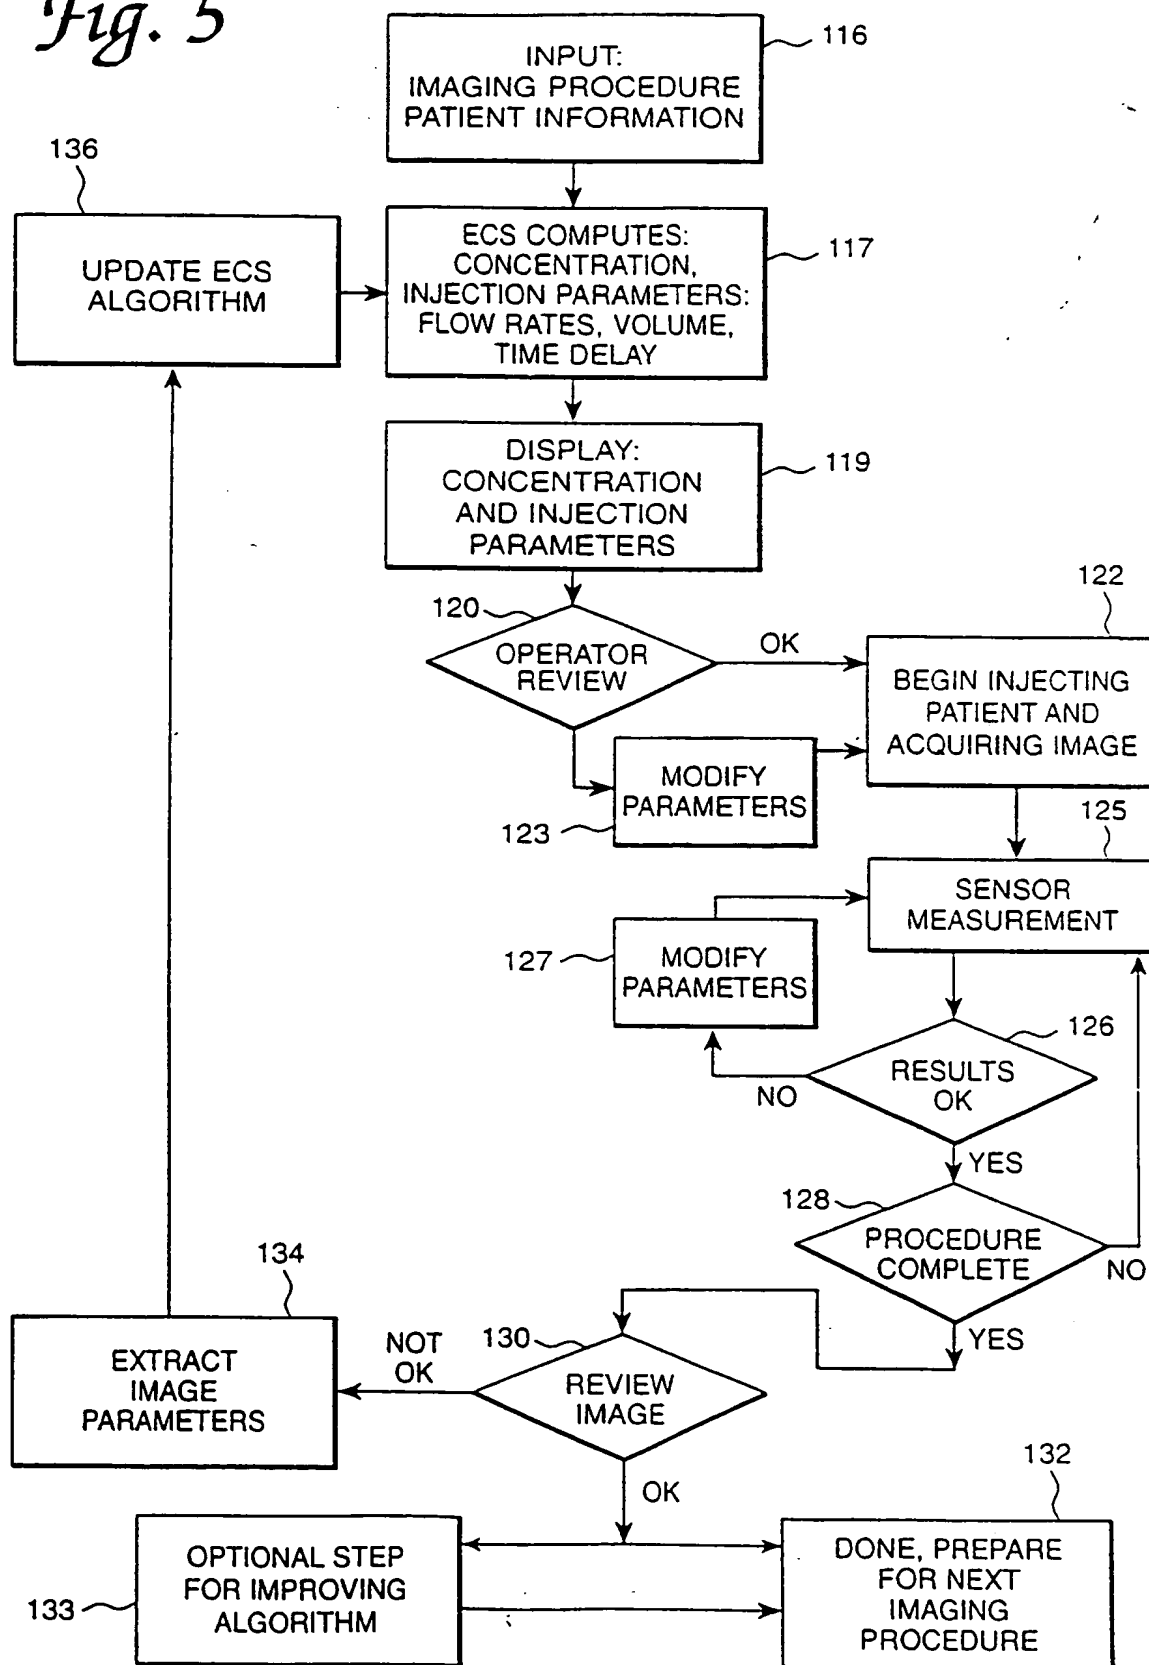 Fig. 5
INPUT:
IMAGING PROCEDURE
PATIENT INFORMATION
116
136
UPDATE ECS
ALGORITHM
ECS COMPUTES:
CONCENTRATION,
INJECTION PARAMETERS:
FLOW RATES, VOLUME,
TIME DELAY
117
DISPLAY:
CONCENTRATION
AND INJECTION
PARAMETERS
119
120
OPERATOR
REVIEW
OK
122
BEGIN INJECTING
PATIENT AND
ACQUIRING IMAGE
MODIFY
PARAMETERS
123
125
SENSOR
MEASUREMENT
127
MODIFY
PARAMETERS
126
RESULTS
OK
NO
YES
128
PROCEDURE
COMPLETE
NO
YES
134
EXTRACT
IMAGE
PARAMETERS
NOT
OK
130
REVIEW
IMAGE
OK
132
OPTIONAL STEP
FOR IMPROVING
ALGORITHM
133
DONE, PREPARE
FOR NEXT
IMAGING
PROCEDURE